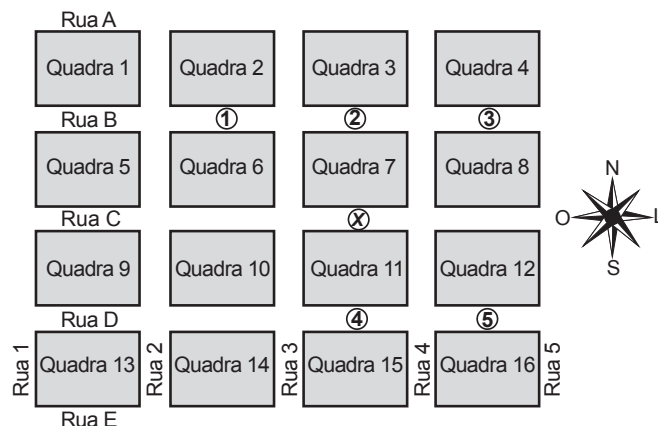 Rua A
Quadra 1 Quadra 2 Quadra 3 Quadra 4
Rua B 1 2 3
Quadra 5 Quadra 6 Quadra 7 Quadra 8
N
Rua C X O L
S
Quadra 9 Quadra 10 Quadra 11 Quadra 12
Rua D 4 5
Rua 1 Quadra 13 Rua 2 Quadra 14 Rua 3 Quadra 15 Rua 4 Quadra 16 Rua 5
Rua E